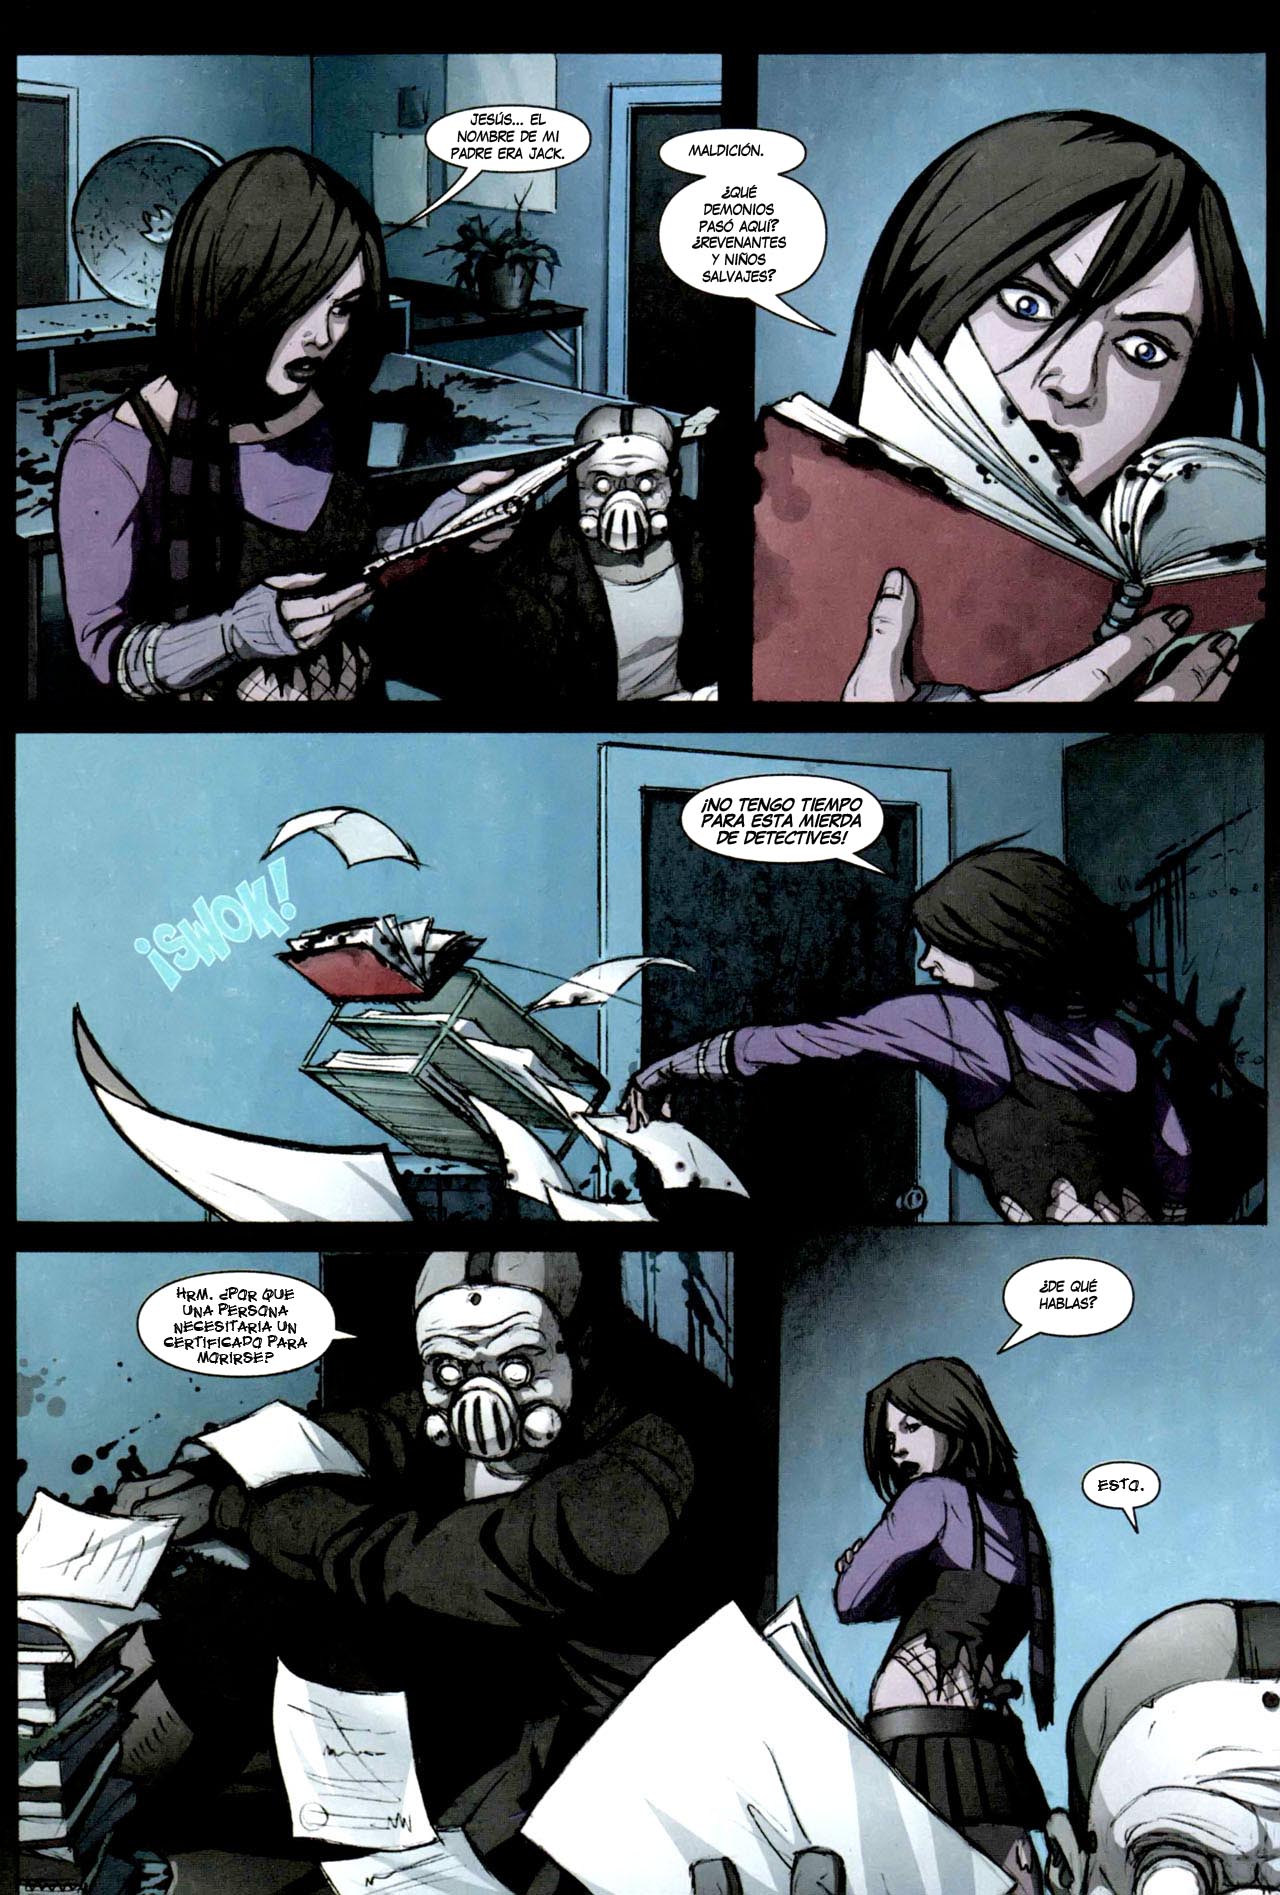 JESÚS... EL
NOMBRE DE MI
PADRE ERA JACK.
MALDICIÓN.
¿QUÉ
DEMONIOS
PASÓ AQUÍ?
¿REVENANTES
Y NIÑOS
SALVAJES?
¡NO TENGO TIEMPO
PARA ESTA MIERDA
DE DETECTIVES!
¡SWOK!
HRM. ¿POR QUE
UNA PERSONA
NECESITARIA UN
CERTIFICADO PARA
MORIRSE?
¿DE QUÉ
HABLAS?
ESTO.